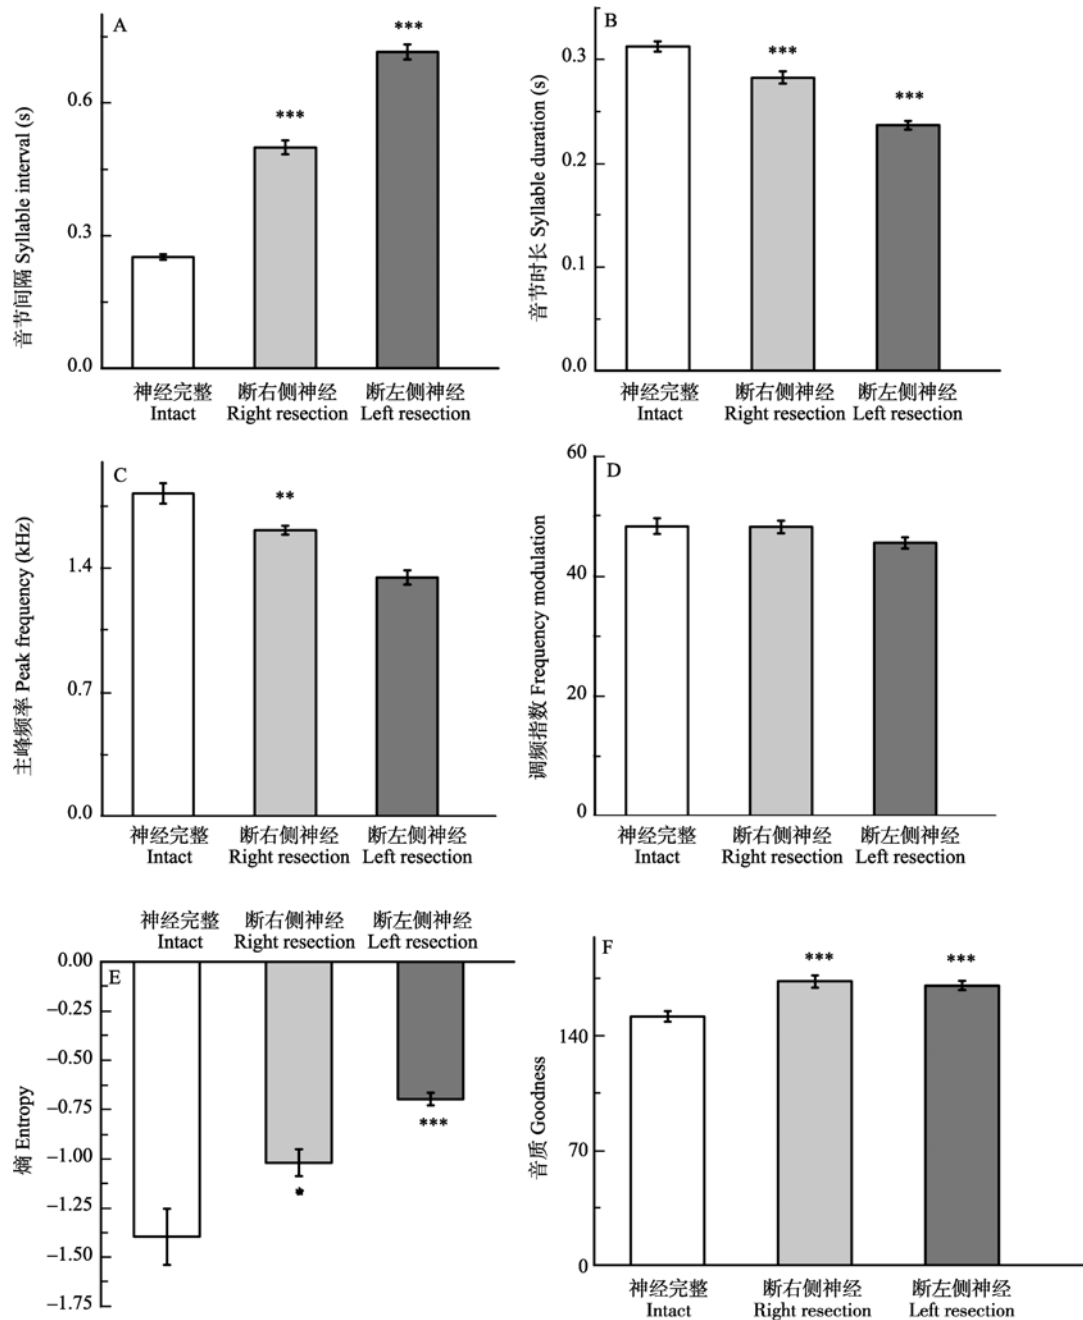 A
***
***
0.6
0.3
0.0
音节间隔 Syllable interval (s)
神经完整
Intact
断右侧神经
Right resection
断左侧神经
Left resection
B
***
***
0.3
0.2
0.1
0.0
音节时长 Syllable duration (s)
神经完整
Intact
断右侧神经
Right resection
断左侧神经
Left resection
C
**
1.4
0.7
0.0
主峰频率 Peak frequency (kHz)
神经完整
Intact
断右侧神经
Right resection
断左侧神经
Left resection
D
60
40
20
0
调频指数 Frequency modulation
神经完整
Intact
断右侧神经
Right resection
断左侧神经
Left resection
神经完整
Intact
断右侧神经
Right resection
断左侧神经
Left resection
E
0.00
−0.25
−0.50
−0.75
−1.00
−1.25
−1.50
−1.75
***
*
熵 Entropy
F
***
***
140
70
0
音质 Goodness
神经完整
Intact
断右侧神经
Right resection
断左侧神经
Left resection